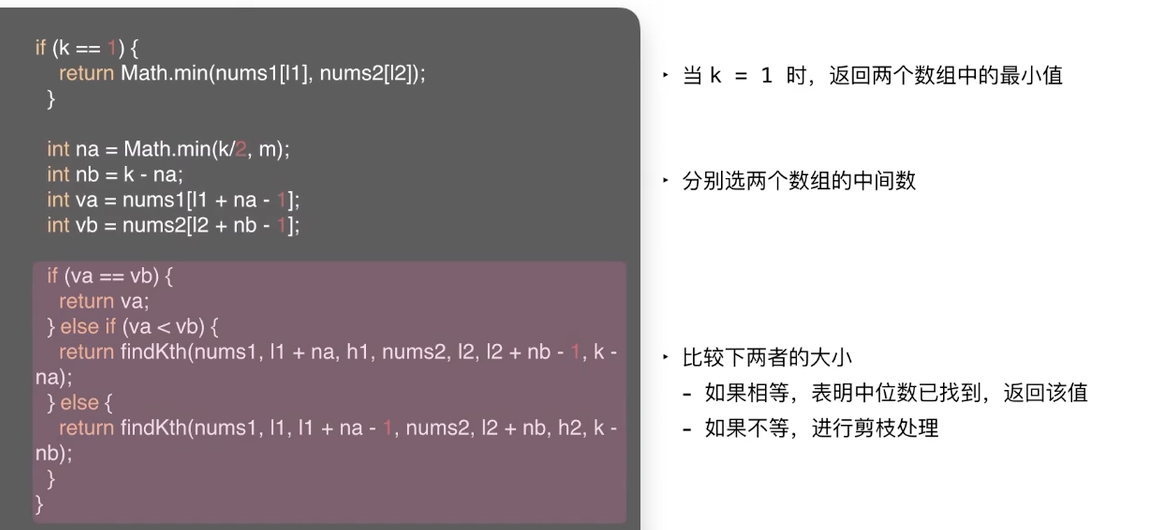 if (k == 1) {
return Math.min(nums1[l1], nums2[l2]);
}
int na = Math.min(k/2, m);
int nb = k - na;
int va = nums1[l1 + na - 1];
int vb = nums2[l2 + nb - 1];
if (va == vb) {
return va;
} else if (va < vb) {
return findKth(nums1, l1 + na, h1, nums2, l2, l2 + nb - 1, k -
na);
} else {
return findKth(nums1, l1, l1 + na - 1, nums2, l2 + nb, h2, k -
nb);
}
}
‣ 当 k = 1 时，返回两个数组中的最小值
‣ 分别选两个数组的中间数
‣ 比较下两者的大小
- 如果相等，表明中位数已找到，返回该值
- 如果不等，进行剪枝处理